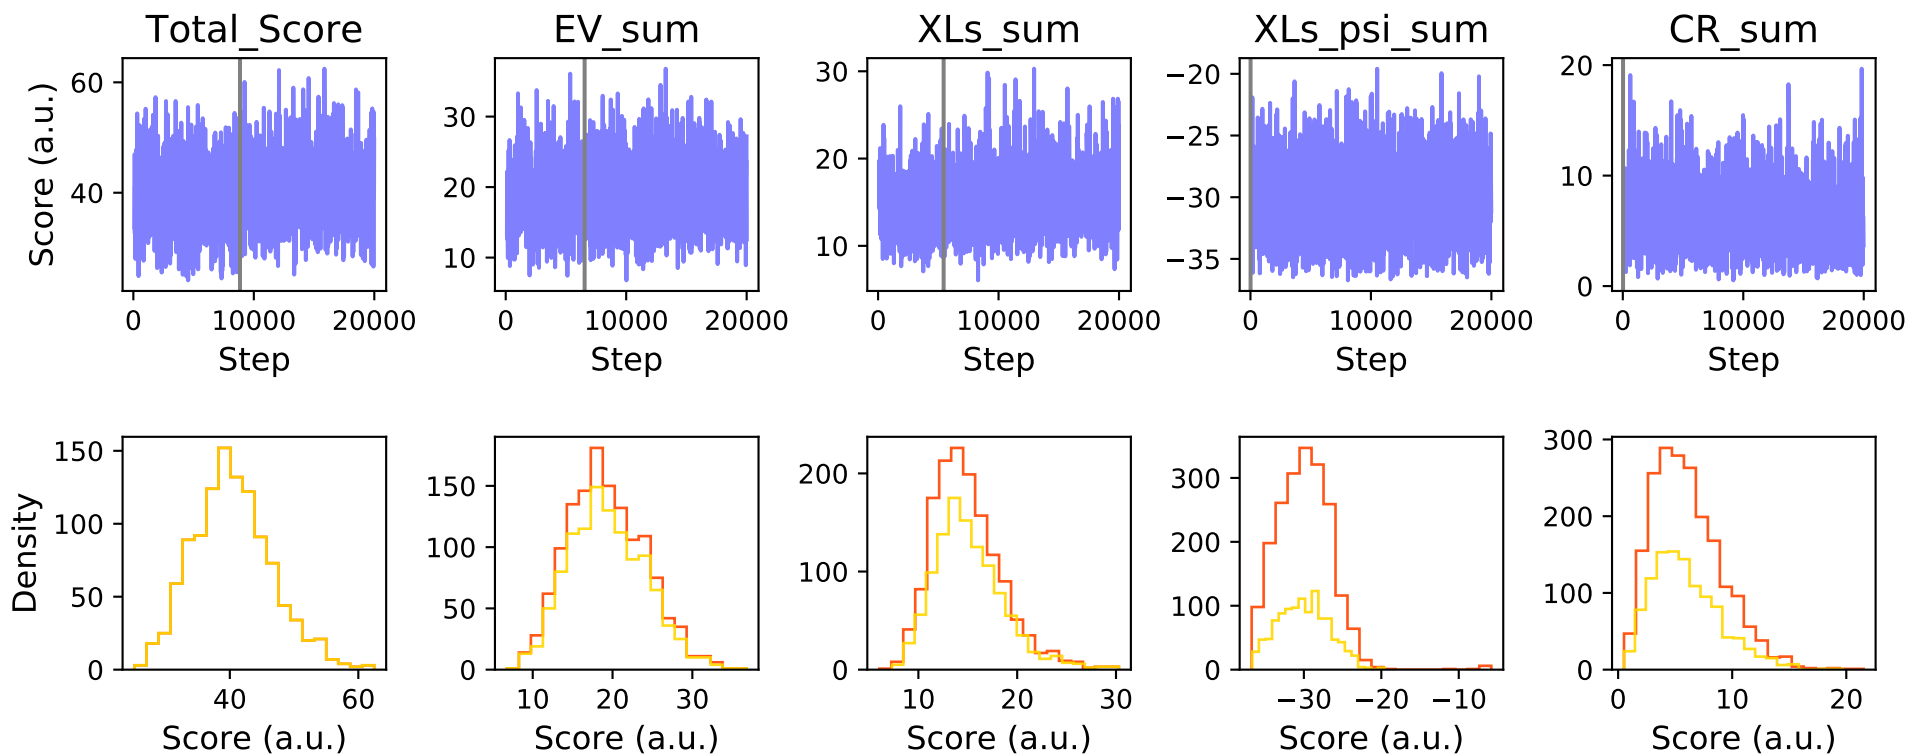 Total_Score
EV_sum
XLs_sum
XLs_psi_sum
CR_sum
Score (a.u.)
60
40
0 10000 20000
Step
30
20
10
0 10000 20000
Step
30
20
10
0 10000 20000
Step
−20
−25
−30
−35
0 10000 20000
Step
20
10
0
0 10000 20000
Step
Density
150
100
50
0
40 60
Score (a.u.)
150
100
50
0
10 20 30
Score (a.u.)
200
100
0
10 20 30
Score (a.u.)
300
200
100
0
−30 −20 −10
Score (a.u.)
300
200
100
0
0 10 20
Score (a.u.)